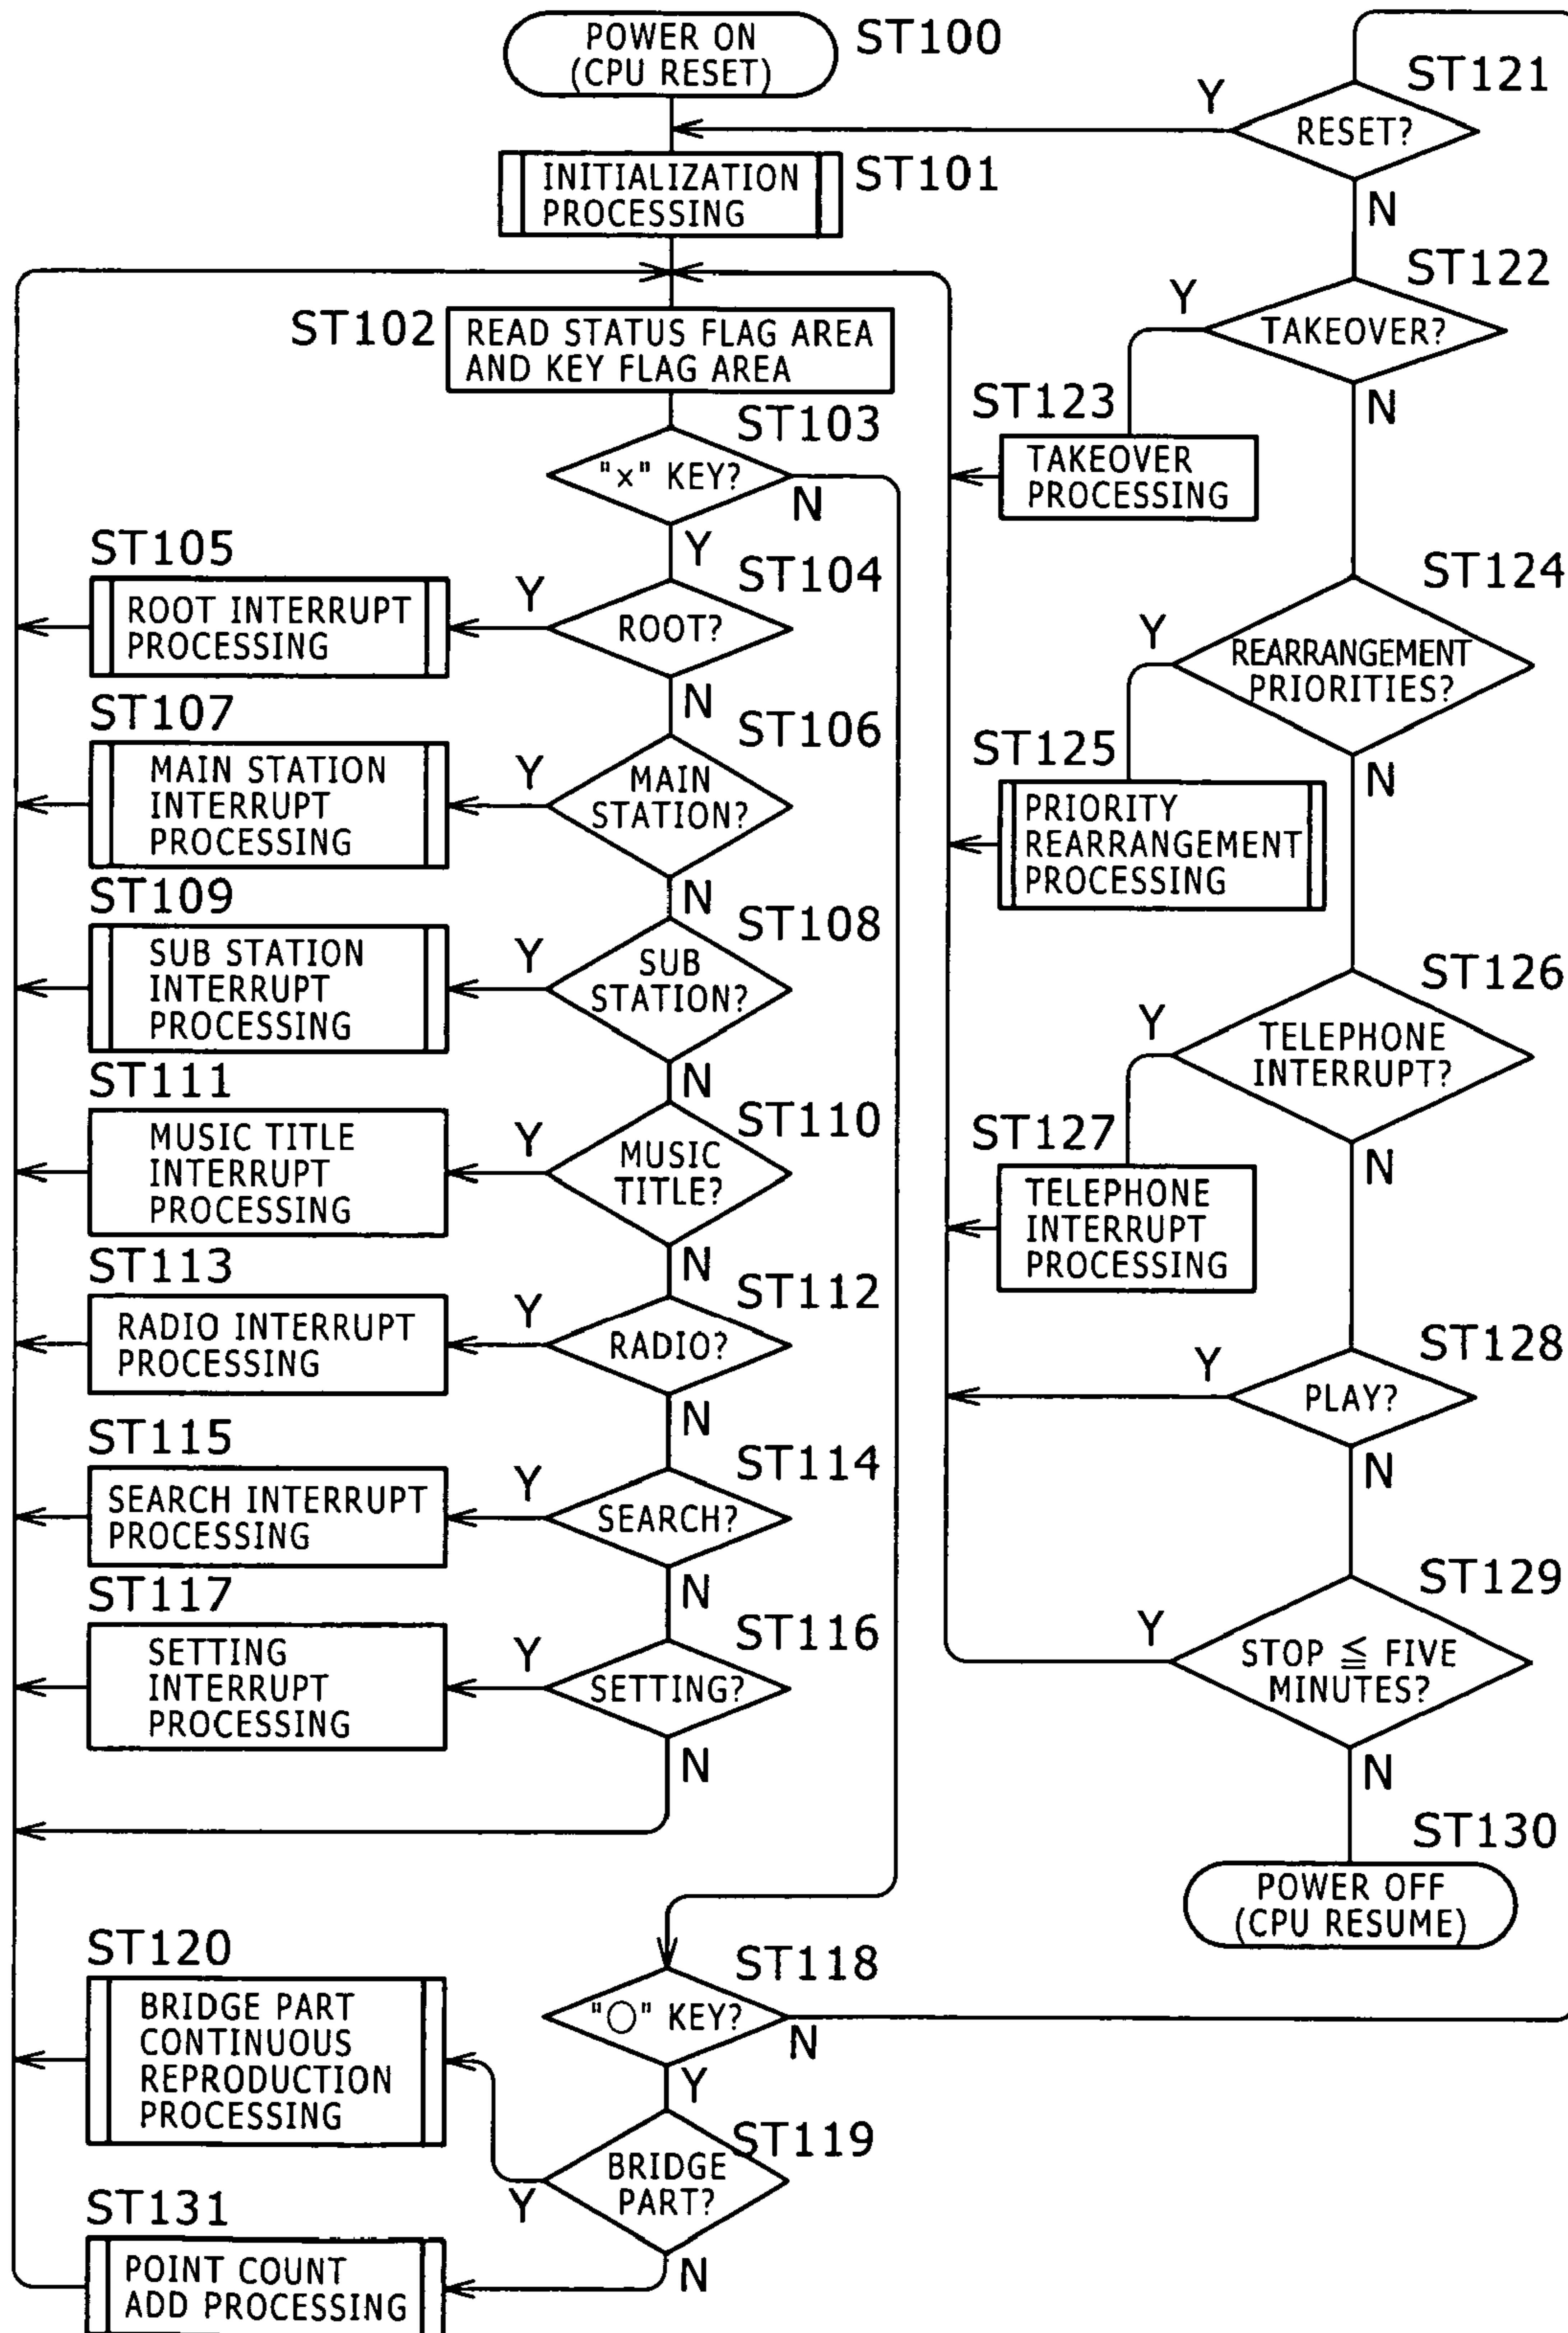 POWER ON
(CPU RESET)
ST100
INITIALIZATION
PROCESSING
ST101
ST102
READ STATUS FLAG AREA
AND KEY FLAG AREA
ST103
"×" KEY?
N
Y
ST104
ROOT?
Y
N
ST105
ROOT INTERRUPT
PROCESSING
ST106
MAIN
STATION?
Y
N
ST107
MAIN STATION
INTERRUPT
PROCESSING
ST108
SUB
STATION?
Y
N
ST109
SUB STATION
INTERRUPT
PROCESSING
ST110
MUSIC
TITLE?
Y
N
ST111
MUSIC TITLE
INTERRUPT
PROCESSING
ST112
RADIO?
Y
N
ST113
RADIO INTERRUPT
PROCESSING
ST114
SEARCH?
Y
N
ST115
SEARCH INTERRUPT
PROCESSING
ST116
SETTING?
Y
N
ST117
SETTING
INTERRUPT
PROCESSING
ST118
"○" KEY?
N
Y
ST119
BRIDGE
PART?
Y
N
ST120
BRIDGE PART
CONTINUOUS
REPRODUCTION
PROCESSING
ST131
POINT COUNT
ADD PROCESSING
ST121
RESET?
Y
N
ST122
TAKEOVER?
Y
N
ST123
TAKEOVER
PROCESSING
ST124
REARRANGEMENT
PRIORITIES?
Y
N
ST125
PRIORITY
REARRANGEMENT
PROCESSING
ST126
TELEPHONE
INTERRUPT?
Y
N
ST127
TELEPHONE
INTERRUPT
PROCESSING
ST128
PLAY?
Y
N
ST129
STOP ≦ FIVE
MINUTES?
Y
N
ST130
POWER OFF
(CPU RESUME)